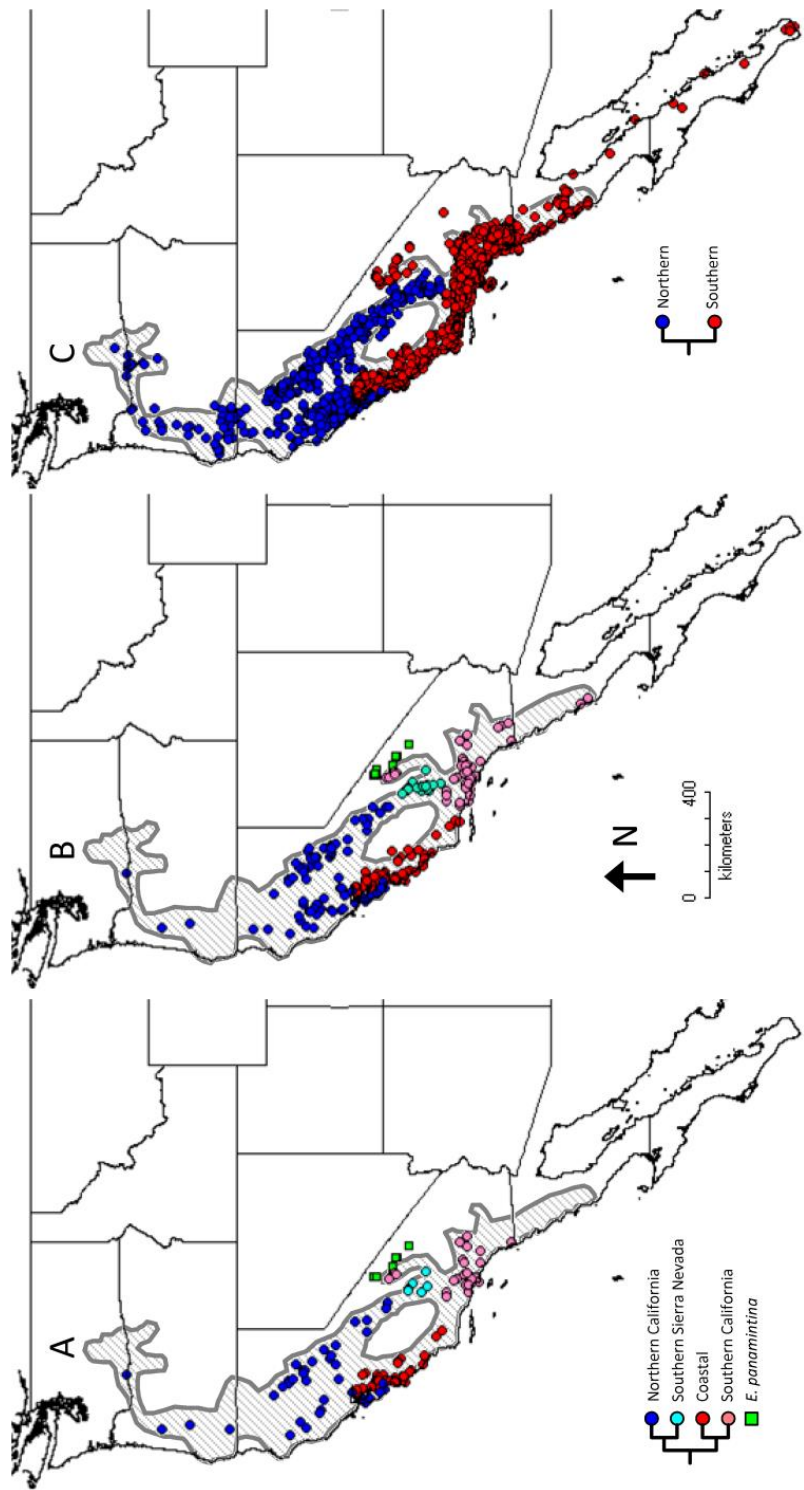 A
Northern California
Southern Sierra Nevada
Coastal
Southern California
E. panamintina
B
N
0
400
kilometers
C
Northern
Southern